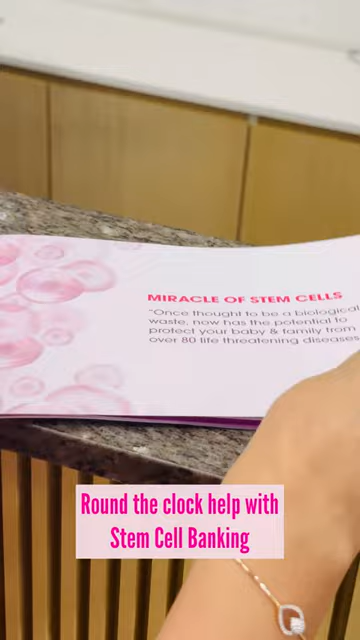 MIRACLE OF STEM CELLS
"Once thought to be a biological
waste, now has the potential to
protect your baby & family from
over 80 life threatening diseases
Round the clock help with
Stem Cell Banking